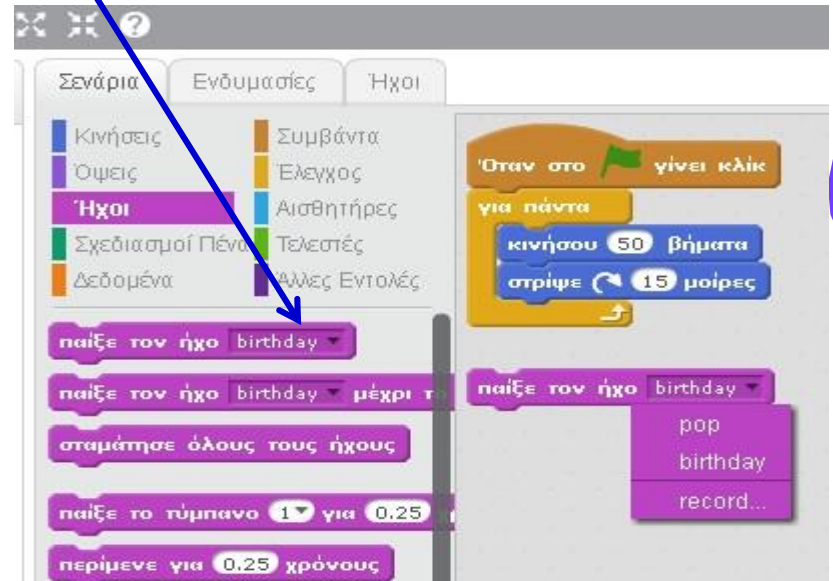 Σενάρια Ενδυμασίες Ήχοι
Κινήσεις Συμβάντα
Όψεις Έλεγχος
Ήχοι Αισθητήρες
Σχεδιασμοί Πένα Τελεστές
Δεδομένα Άλλες Εντολές
παίξε τον ήχο birthday
παίξε τον ήχο birthday μέχρι
σταμάτησε όλους τους ήχους
παίξε το τύμπανο 1 για 0.25
περίμενε για 0.25 χρόνους
Όταν στο γίνει κλίκ
για πάντα
κινήσου 50 βήματα
στρίψε 15 μοίρες
παίξε τον ήχο birthday
pop
birthday
record...